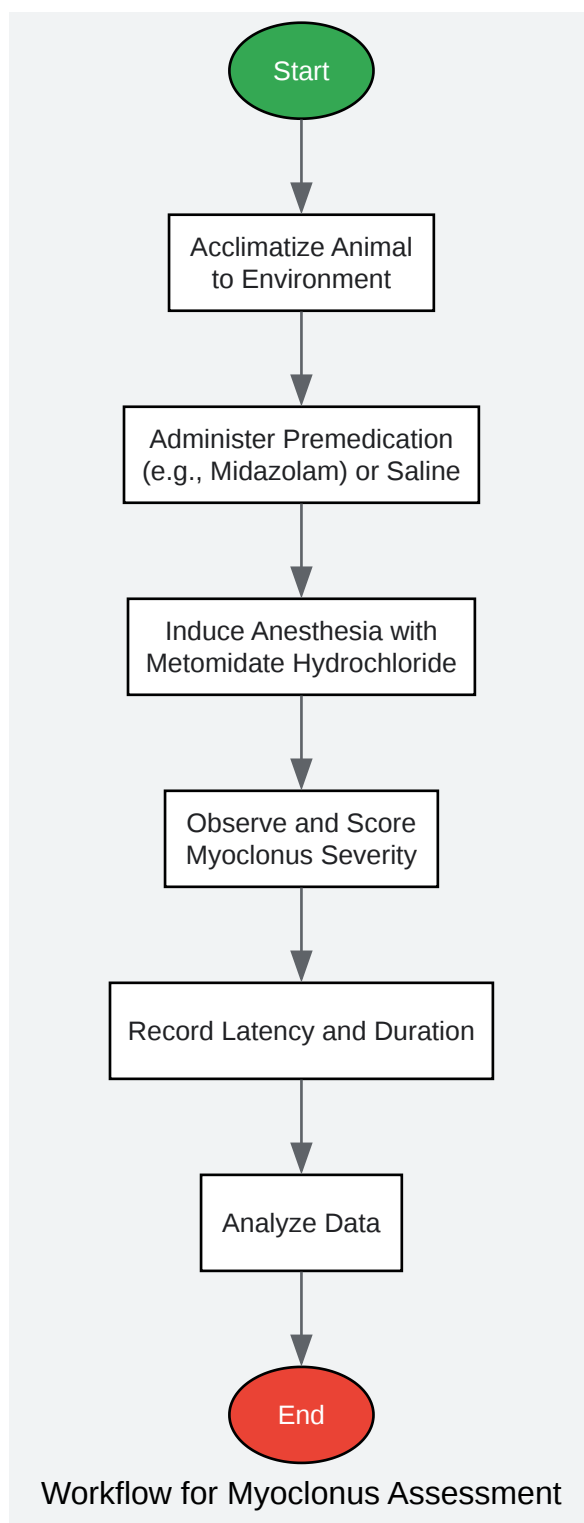 Start
Acclimatize Animal
to Environment
Administer Premedication
(e.g., Midazolam) or Saline
Induce Anesthesia with
Metomidate Hydrochloride
Observe and Score
Myoclonus Severity
Record Latency and Duration
Analyze Data
End
Workflow for Myoclonus Assessment